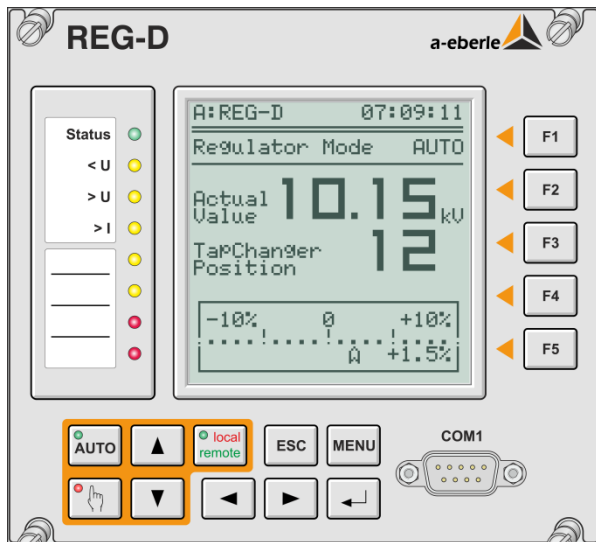 REG-D
a-eberle
Status
< U
> U
> I
A:REG-D 07:09:11
Regulator Mode AUTO
Actual
Value 10.15 kV
TapChanger
Position 12
-10% 0 +10%
+1.5%
F1
F2
F3
F4
F5
AUTO
local
remote
ESC
MENU
COM1